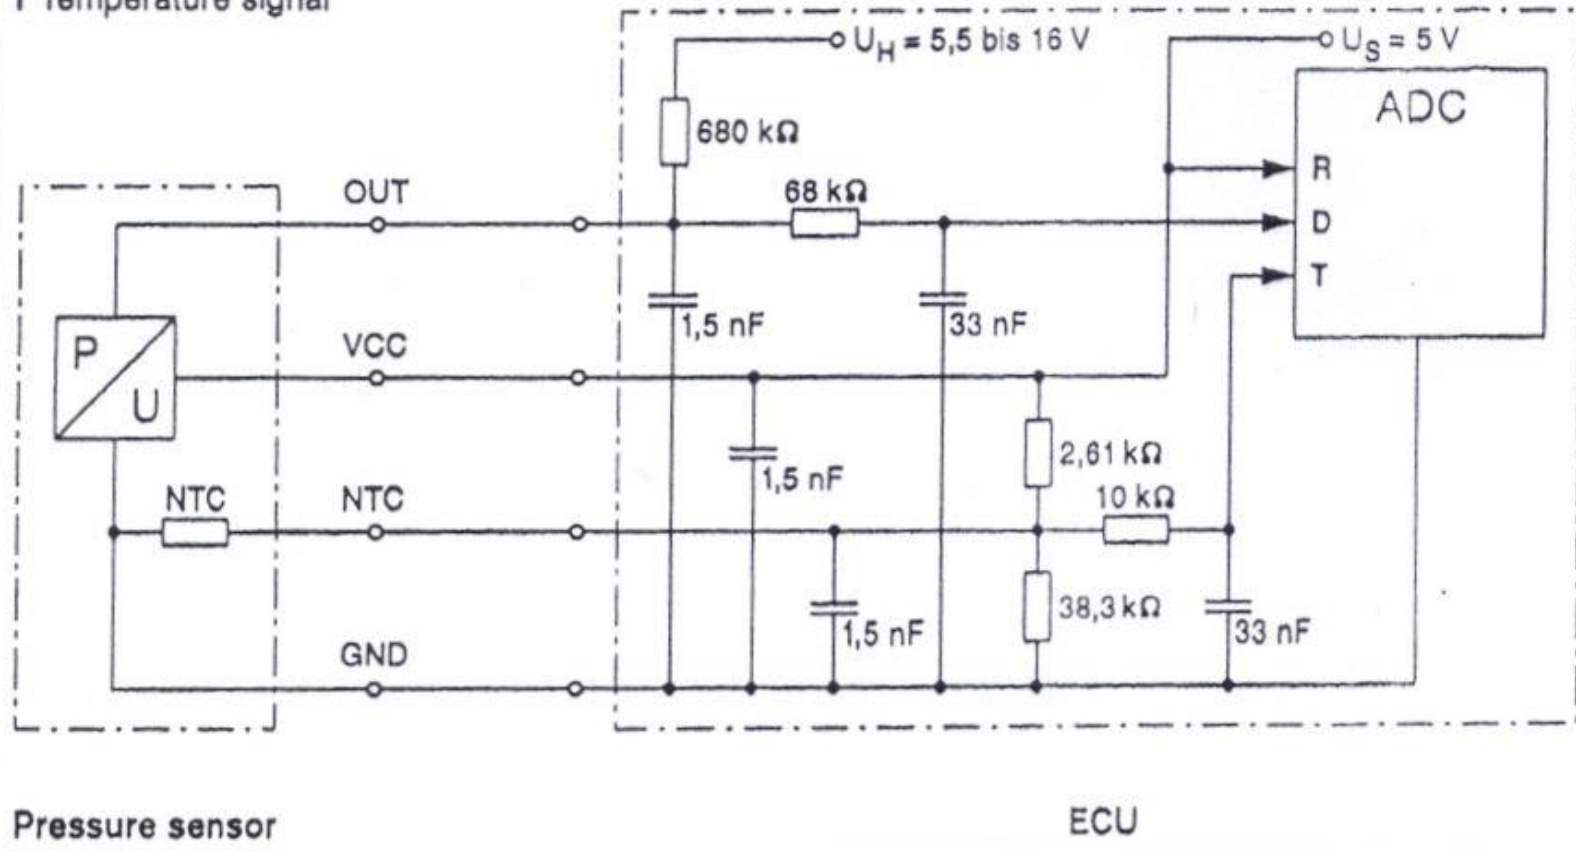 T Temperature signal
U_H = 5,5 bis 16 V
U_S = 5 V
ADC
680 kΩ
R
OUT
68 kΩ
D
T
1,5 nF
33 nF
VCC
P
U
2,61 kΩ
1,5 nF
NTC
NTC
10 kΩ
38,3 kΩ
1,5 nF
33 nF
GND
Pressure sensor
ECU